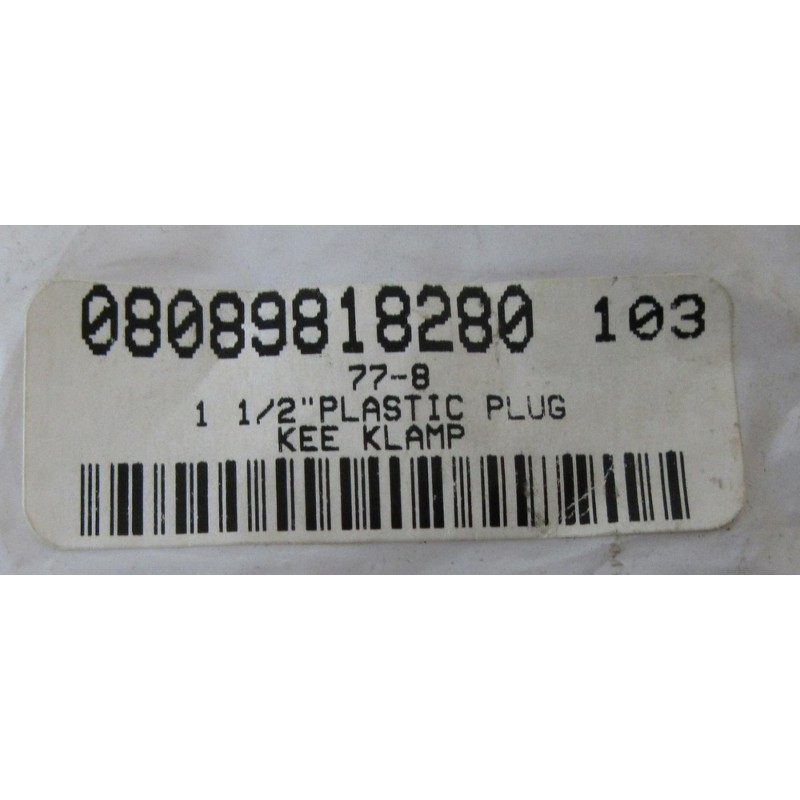 08089818280 103
77-8
1 1/2"PLASTIC PLUG
KEE KLAMP